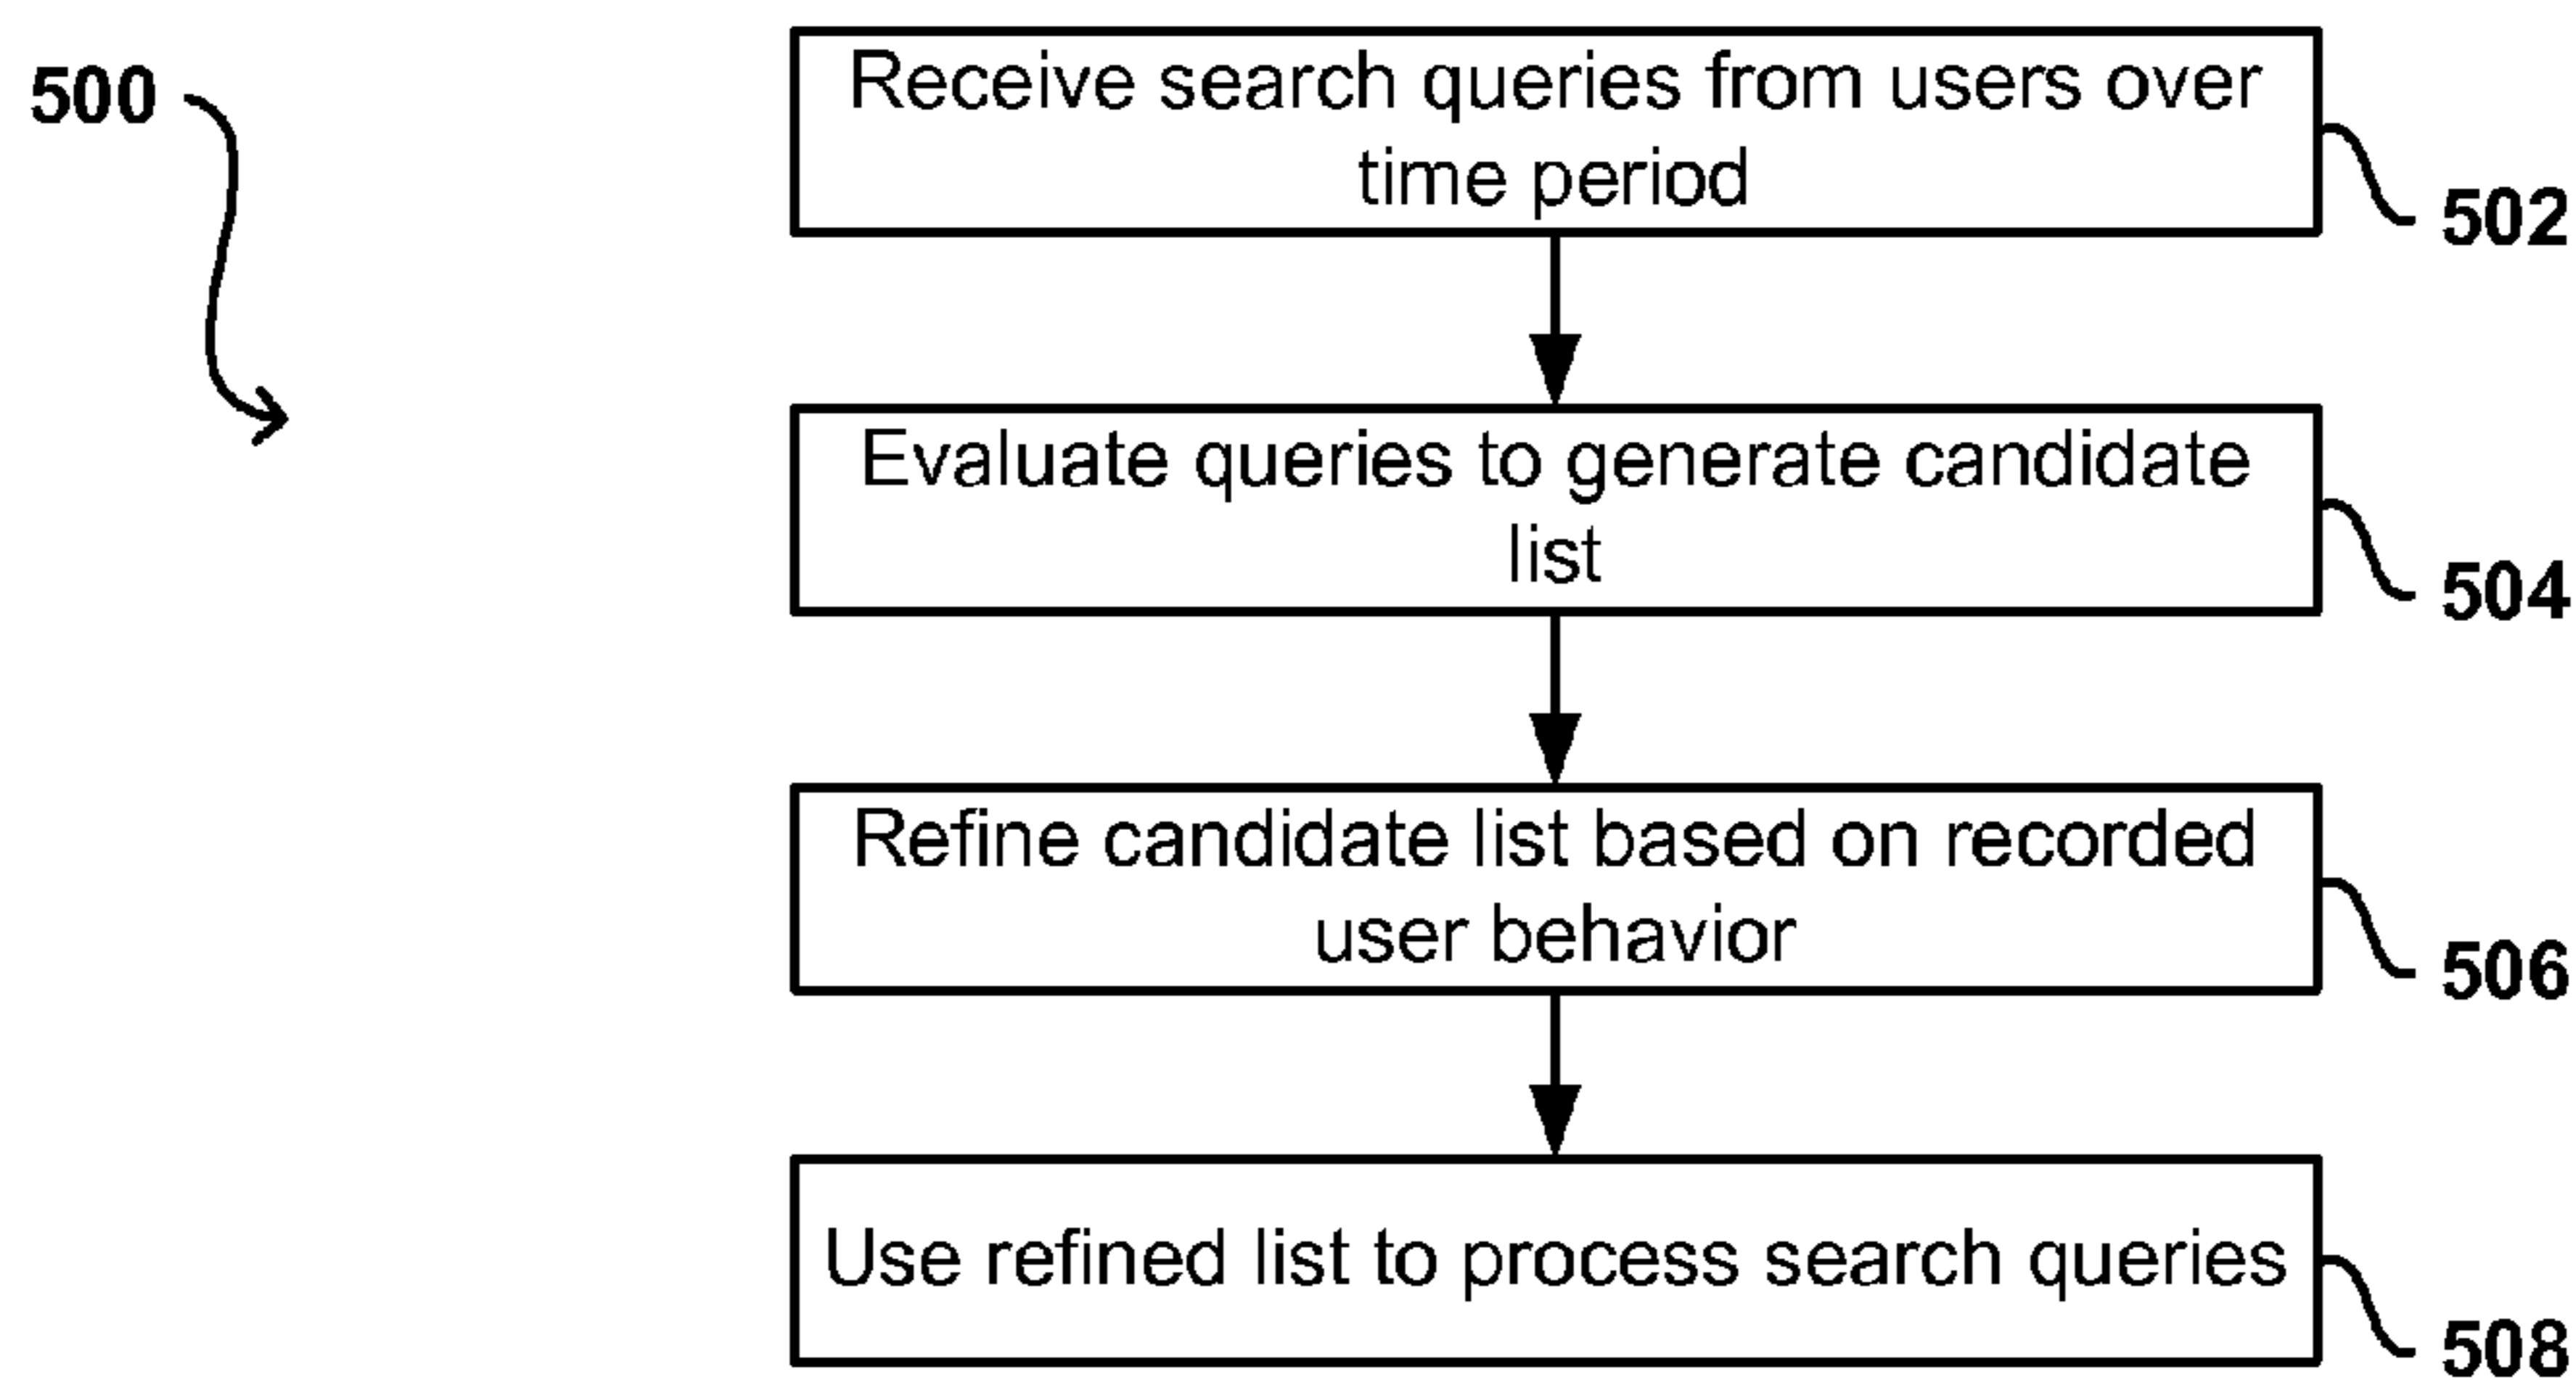 500
Receive search queries from users over
time period
502
Evaluate queries to generate candidate
list
504
Refine candidate list based on recorded
user behavior
506
Use refined list to process search queries
508